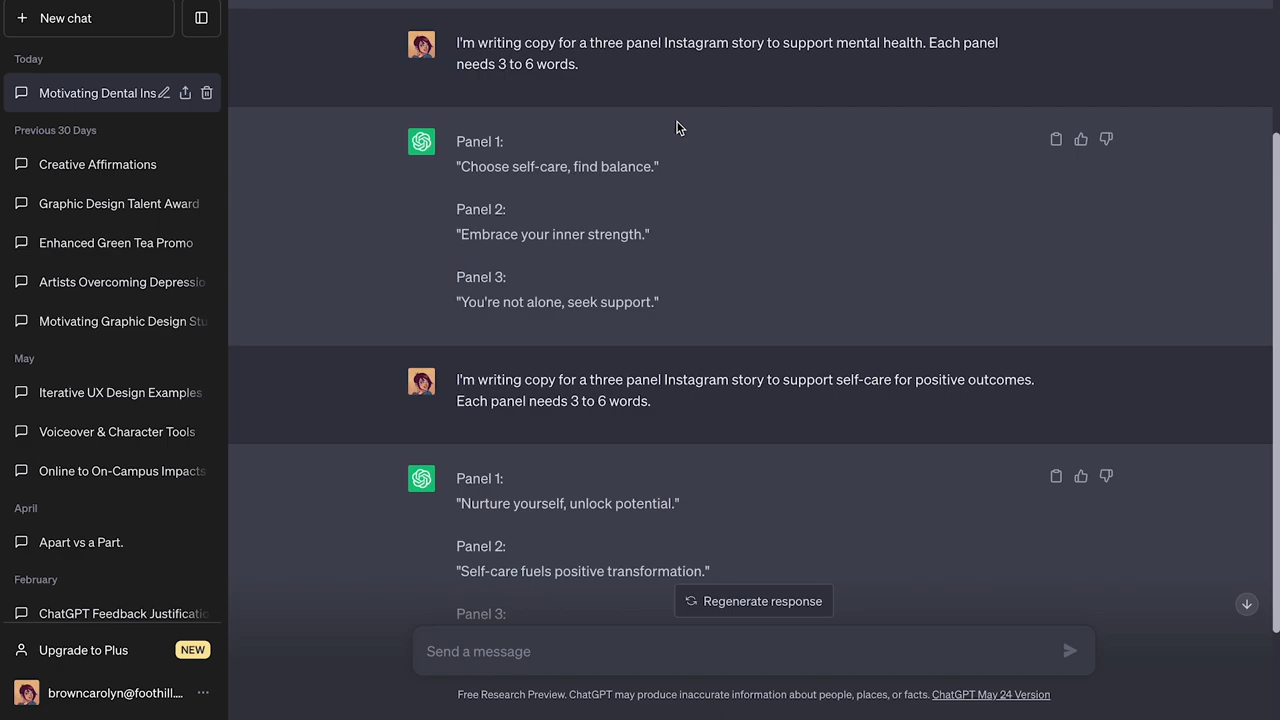 New chat
Today
Motivating Dental Ins
Previous 30 Days
Creative Affirmations
Graphic Design Talent Award
Enhanced Green Tea Promo
Artists Overcoming Depressio
Motivating Graphic Design Stu
May
Iterative UX Design Examples
Voiceover & Character Tools
Online to On-Campus Impacts
April
Apart vs a Part.
February
ChatGPT Feedback Justificatio
Upgrade to Plus NEW
browncarolyn@foothill....
I'm writing copy for a three panel Instagram story to support mental health. Each panel
needs 3 to 6 words.
Panel 1:
"Choose self-care, find balance."
Panel 2:
"Embrace your inner strength."
Panel 3:
"You're not alone, seek support."
I'm writing copy for a three panel Instagram story to support self-care for positive outcomes.
Each panel needs 3 to 6 words.
Panel 1:
"Nurture yourself, unlock potential."
Panel 2:
"Self-care fuels positive transformation."
Panel 3:
Regenerate response
Send a message
Free Research Preview. ChatGPT may produce inaccurate information about people, places, or facts. ChatGPT May 24 Version